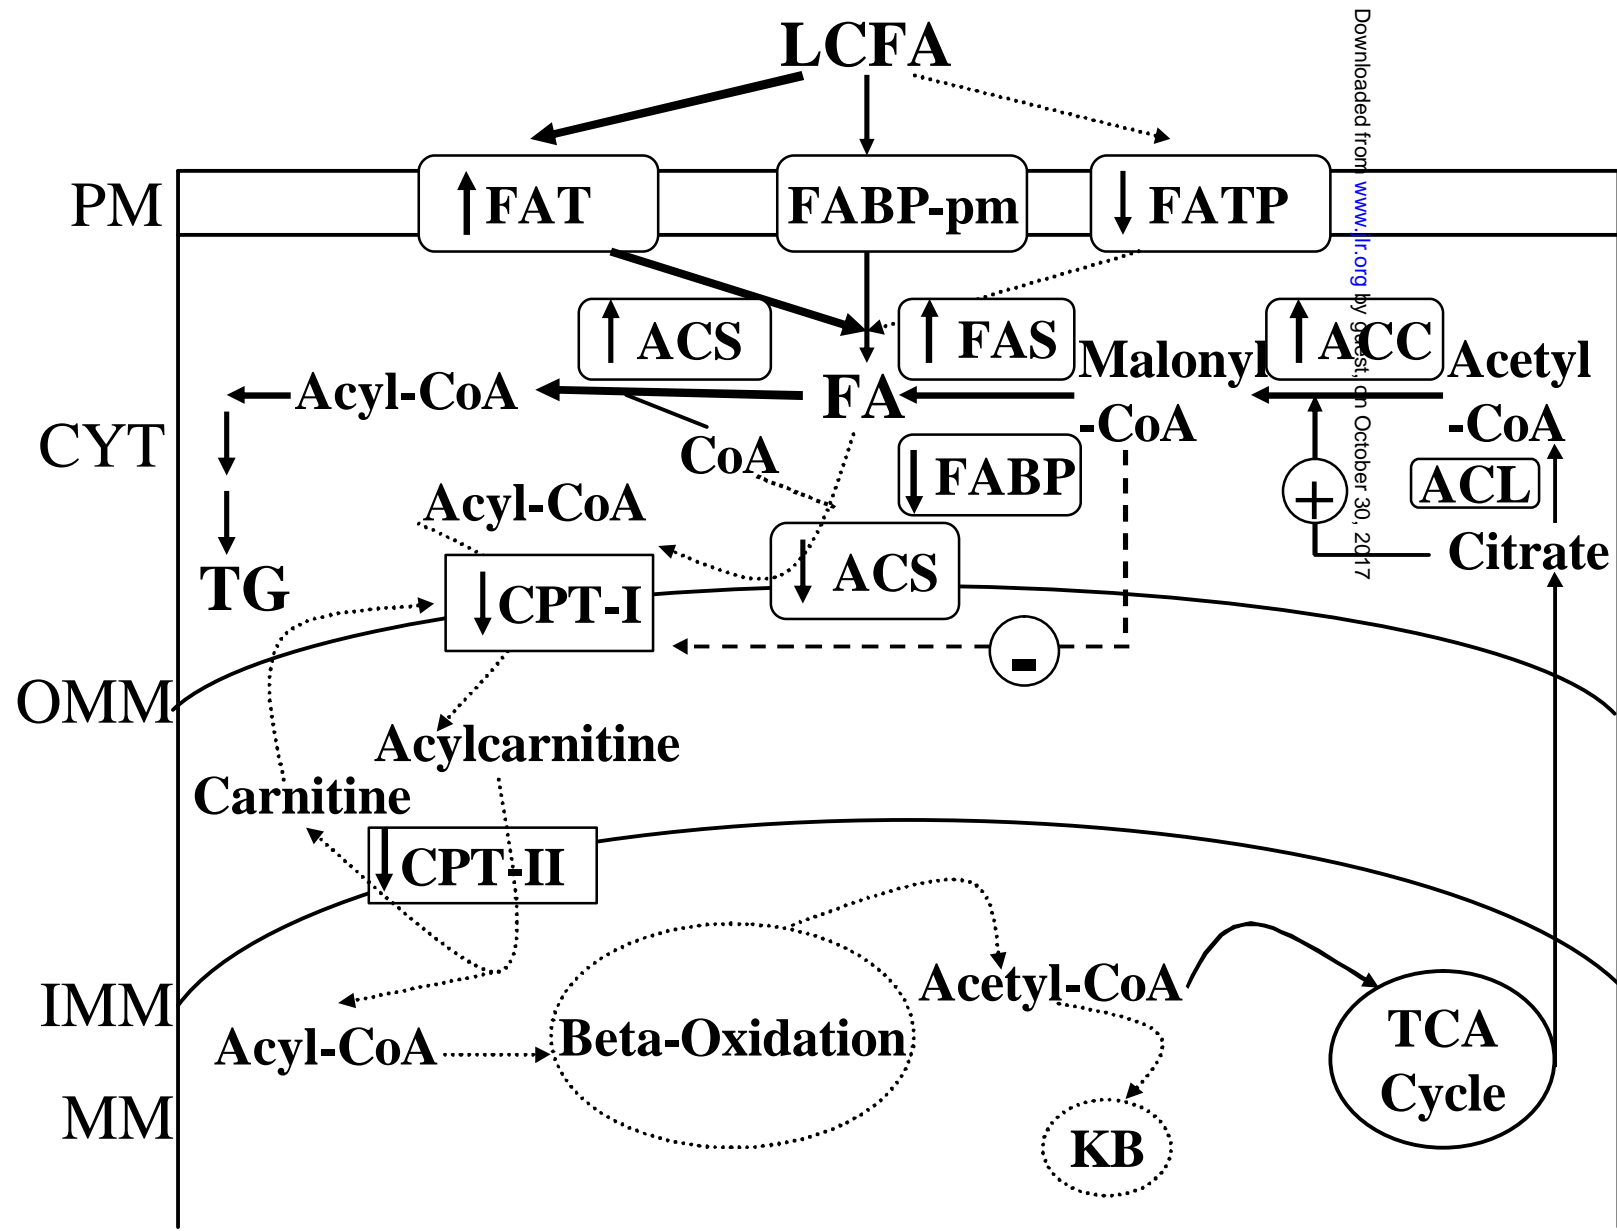 LCFA
PM
↑ FAT
FABP-pm
↓ FATP
↑ ACS
↑ FAS
↑ ACC
Malonyl
-CoA
Acetyl
-CoA
Acyl-CoA
FA
CYT
CoA
↓ FABP
+
ACL
Acyl-CoA
↓ ACS
Citrate
TG
↓ CPT-I
-
OMM
Acylcarnitine
Carnitine
↓ CPT-II
IMM
Acetyl-CoA
Acyl-CoA
Beta-Oxidation
TCA
Cycle
MM
KB
Downloaded from www.jlr.org by guest, on October 30, 2017